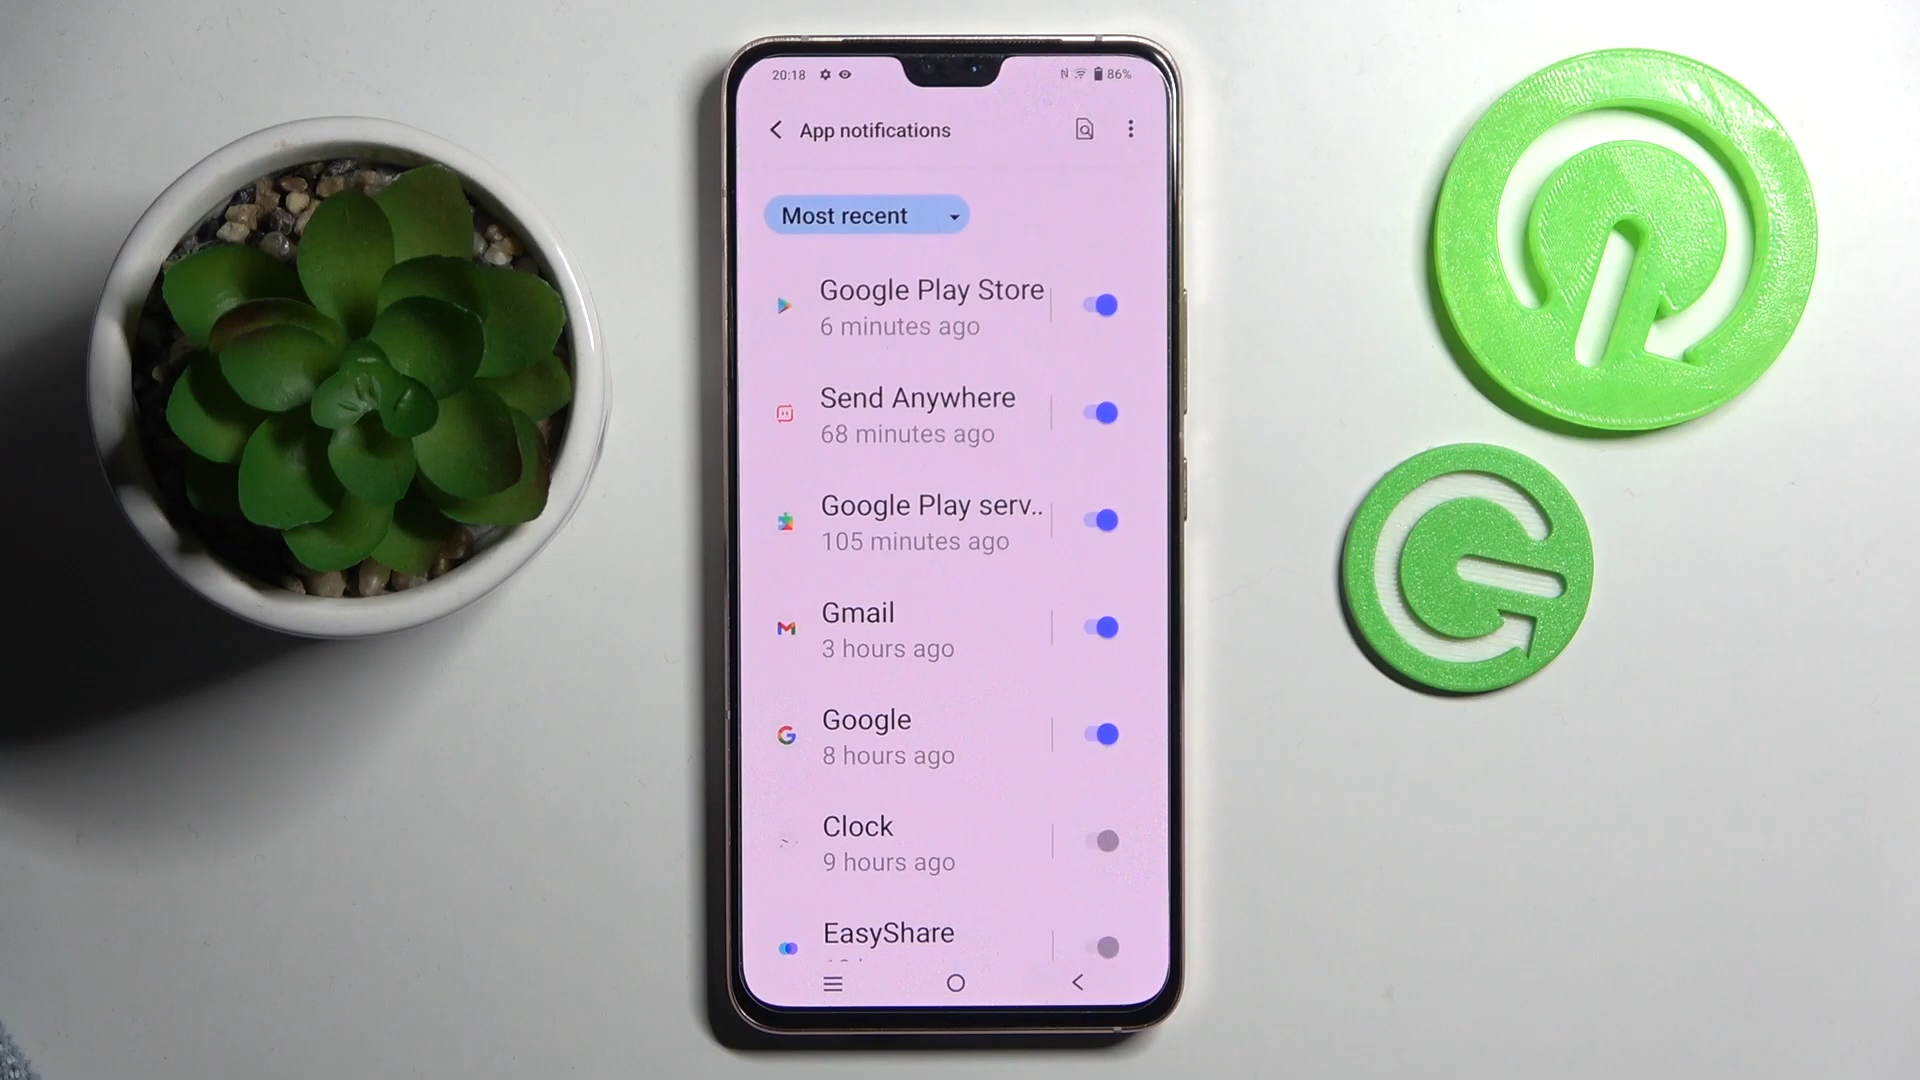 20:18 86%
App notifications
Most recent
Google Play Store
6 minutes ago
Send Anywhere
68 minutes ago
Google Play serv..
105 minutes ago
Gmail
3 hours ago
Google
8 hours ago
Clock
9 hours ago
EasyShare